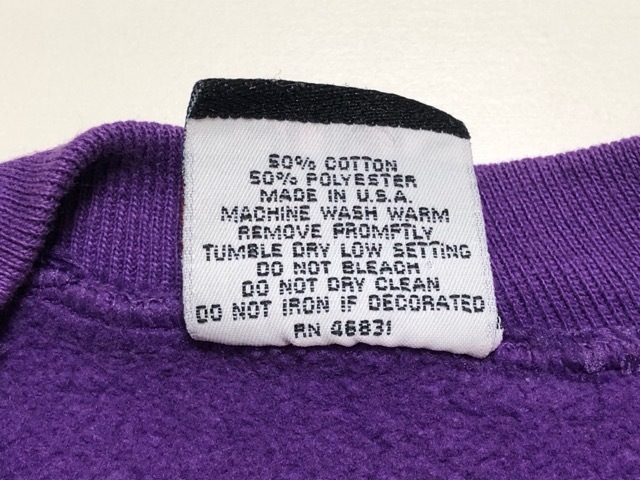 50% COTTON
50% POLYESTER
MADE IN U.S.A.
MACHINE WASH WARM
REMOVE PROMPTLY
TUMBLE DRY LOW SETTING
DO NOT BLEACH
DO NOT DRY CLEAN
DO NOT IRON IF DECORATED
RN 46831